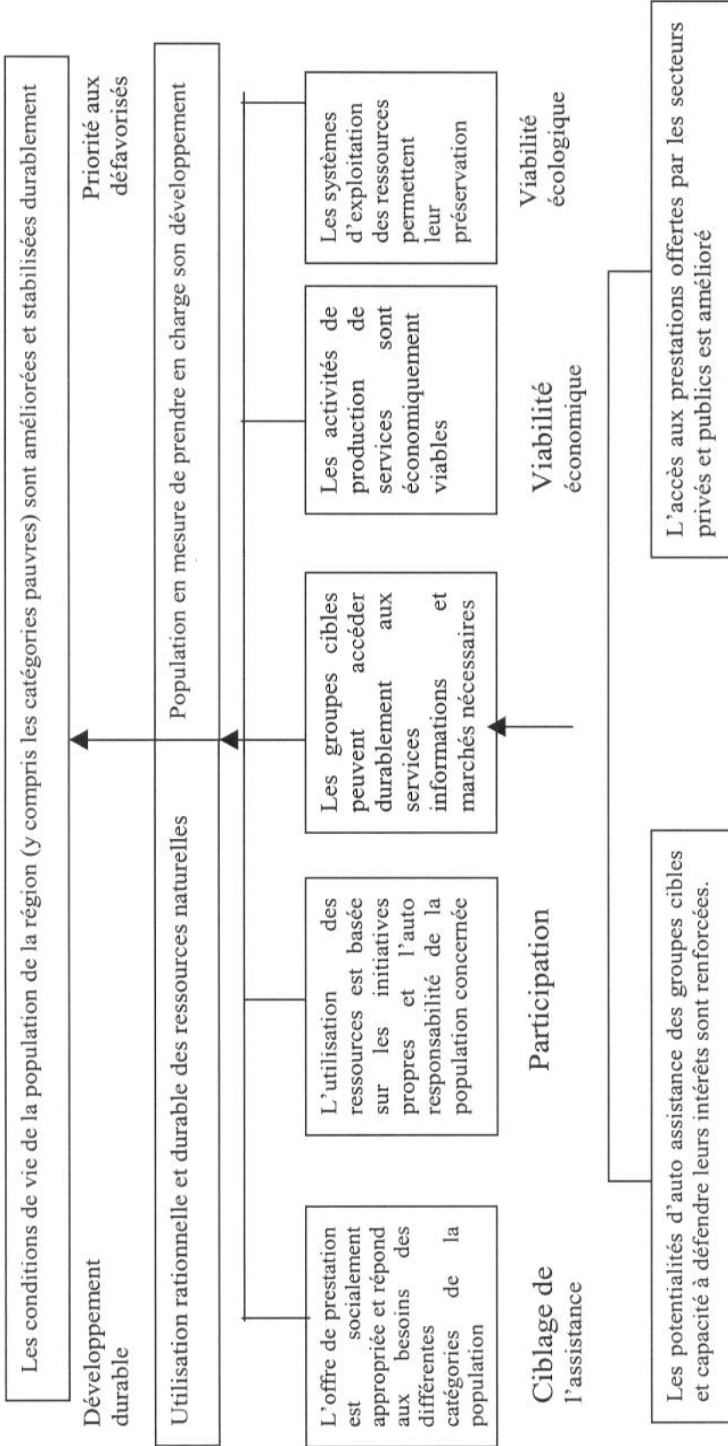 Les conditions de vie de la population de la région (y compris les catégories pauvres) sont améliorées et stabilisées durablement
Développement
durable
Priorité aux
défavorisés
Utilisation rationnelle et durable des ressources naturelles
Population en mesure de prendre en charge son développement
L'offre de prestation
est socialement
appropriée et répond
aux besoins des
différentes
catégories de la
population
L'utilisation des
ressources est basée
sur les initiatives
propres et l'auto
responsabilité de la
population concernée
Les groupes cibles
peuvent accéder
durablement aux
services
informations et
marchés nécessaires
Les activités de
production de
services sont
économiquement
viables
Les systèmes
d'exploitation
des ressources
permettent
leur
préservation
Ciblage de
l'assistance
Participation
Viabilité
économique
Viabilité
écologique
Les potentialités d'auto assistance des groupes cibles
et capacité à défendre leurs intérêts sont renforcées.
L'accès aux prestations offertes par les secteurs
privés et publics est amélioré